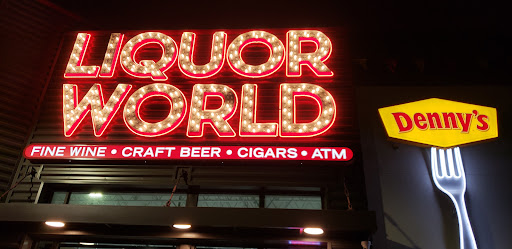 LIQUOR
WORLD
FINE WINE • CRAFT BEER • CIGARS • ATM
Denny's